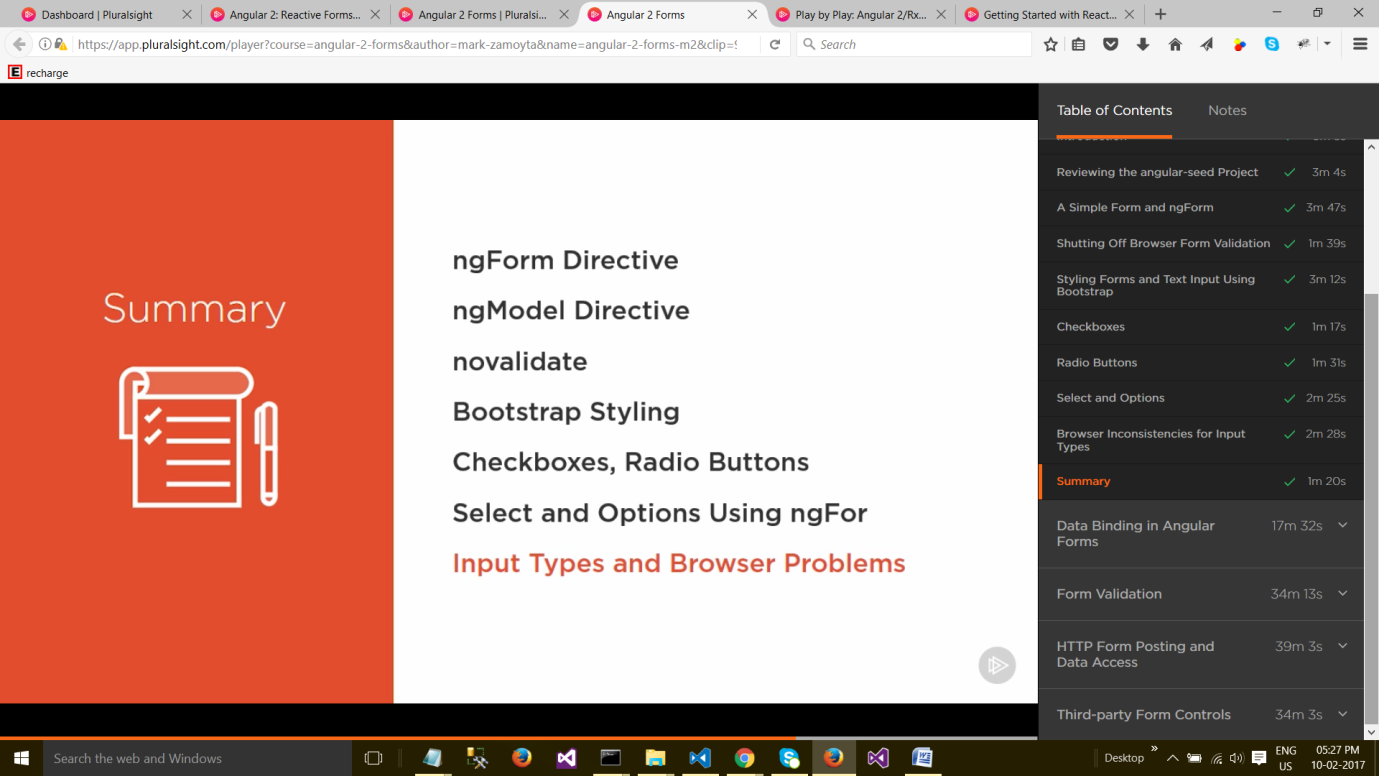 Dashboard | Pluralsight
Angular 2: Reactive Forms...
Angular 2 Forms | Pluralsi...
Angular 2 Forms
Play by Play: Angular 2/Rx...
Getting Started with React...
https://app.pluralsight.com/player?course=angular-2-forms&author=mark-zamoyta&name=angular-2-forms-m2&clip=9
Search
E recharge
Summary
ngForm Directive
ngModel Directive
novalidate
Bootstrap Styling
Checkboxes, Radio Buttons
Select and Options Using ngFor
Input Types and Browser Problems
Table of Contents
Notes
Reviewing the angular-seed Project 3m 4s
A Simple Form and ngForm 3m 47s
Shutting Off Browser Form Validation 1m 39s
Styling Forms and Text Input Using 3m 12s
Bootstrap
Checkboxes 1m 17s
Radio Buttons 1m 31s
Select and Options 2m 25s
Browser Inconsistencies for Input 2m 28s
Types
Summary 1m 20s
Data Binding in Angular 17m 32s
Forms
Form Validation 34m 13s
HTTP Form Posting and 39m 3s
Data Access
Third-party Form Controls 34m 3s
Search the web and Windows
Desktop
ENG
US
05:27 PM
10-02-2017